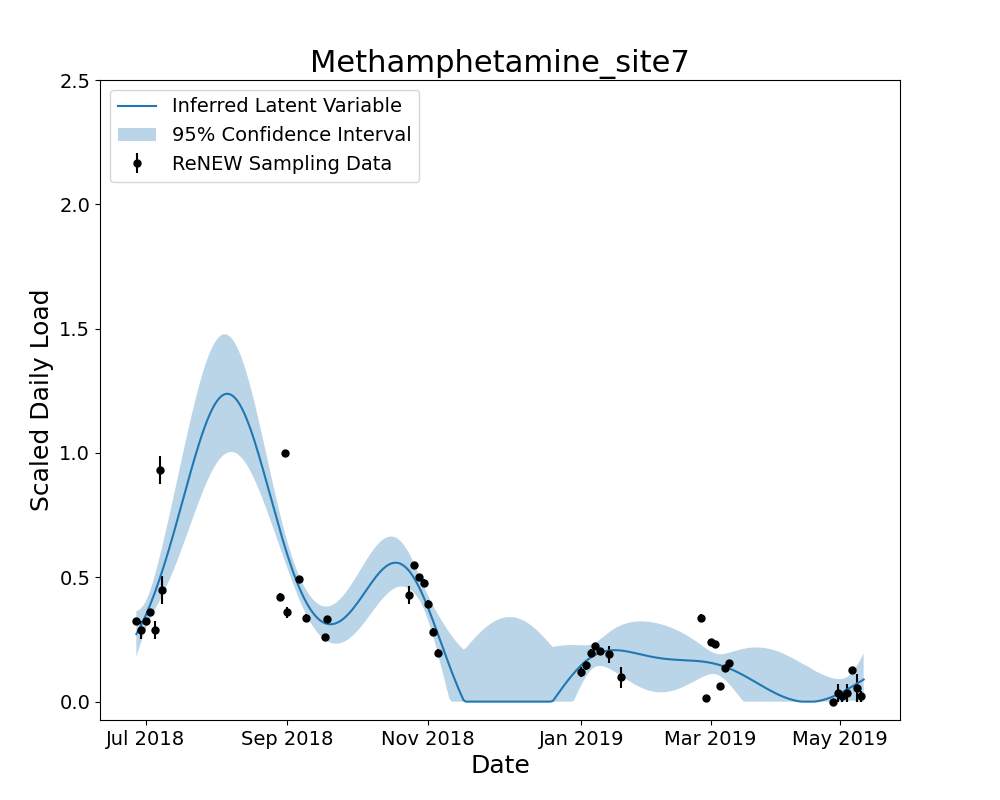 Methamphetamine_site7
2.5
2.0
1.5
1.0
0.5
0.0
Scaled Daily Load
Inferred Latent Variable
95% Confidence Interval
ReNEW Sampling Data
Jul 2018 Sep 2018 Nov 2018 Jan 2019 Mar 2019 May 2019
Date